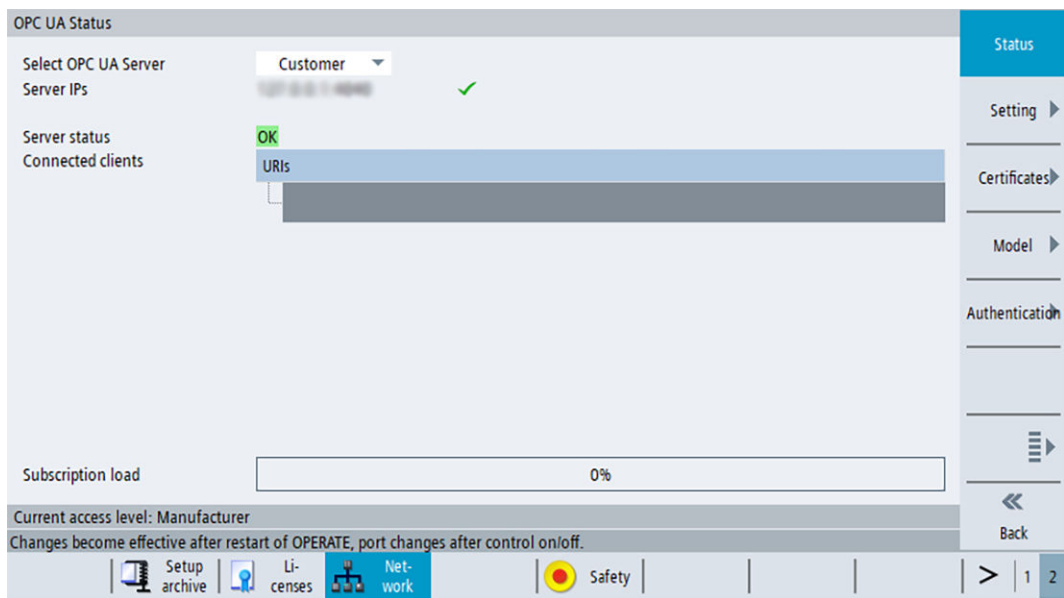 OPC UA Status
Select OPC UA Server Customer
Server IPs
Server status OK
Connected clients URIs
Subscription load 0%
Current access level: Manufacturer
Changes become effective after restart of OPERATE, port changes after control on/off.
Status
Setting
Certificates
Model
Authentication
Back
Setup
archive
Li-
censes
Net-
work
Safety
> 1 2